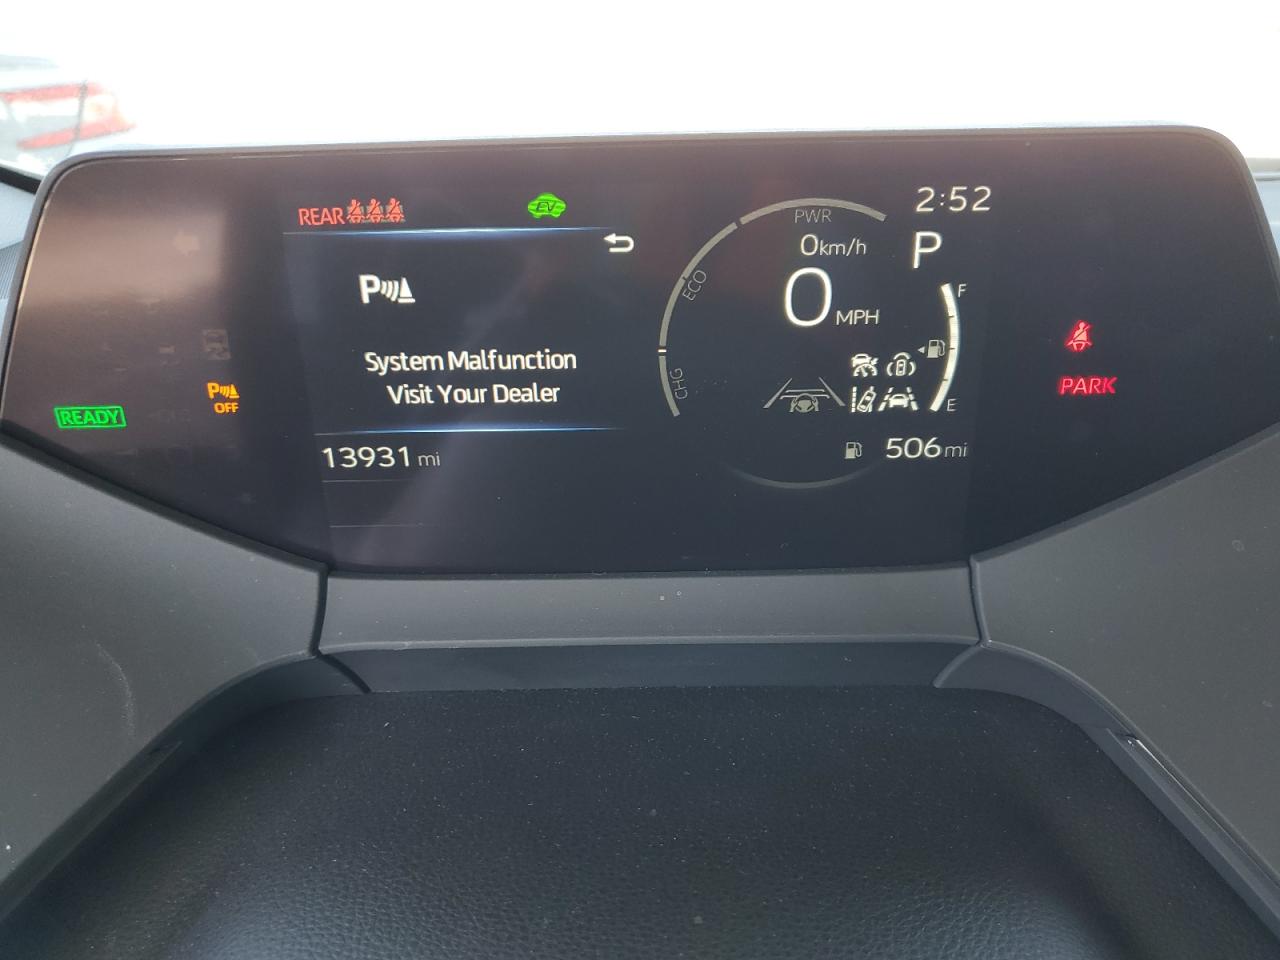 REAR
EV
2:52
PWR
0km/h
P
ECO
0 MPH
F
P
System Malfunction
Visit Your Dealer
CHG
E
P
OFF
READY
PARK
13931 mi
506 mi